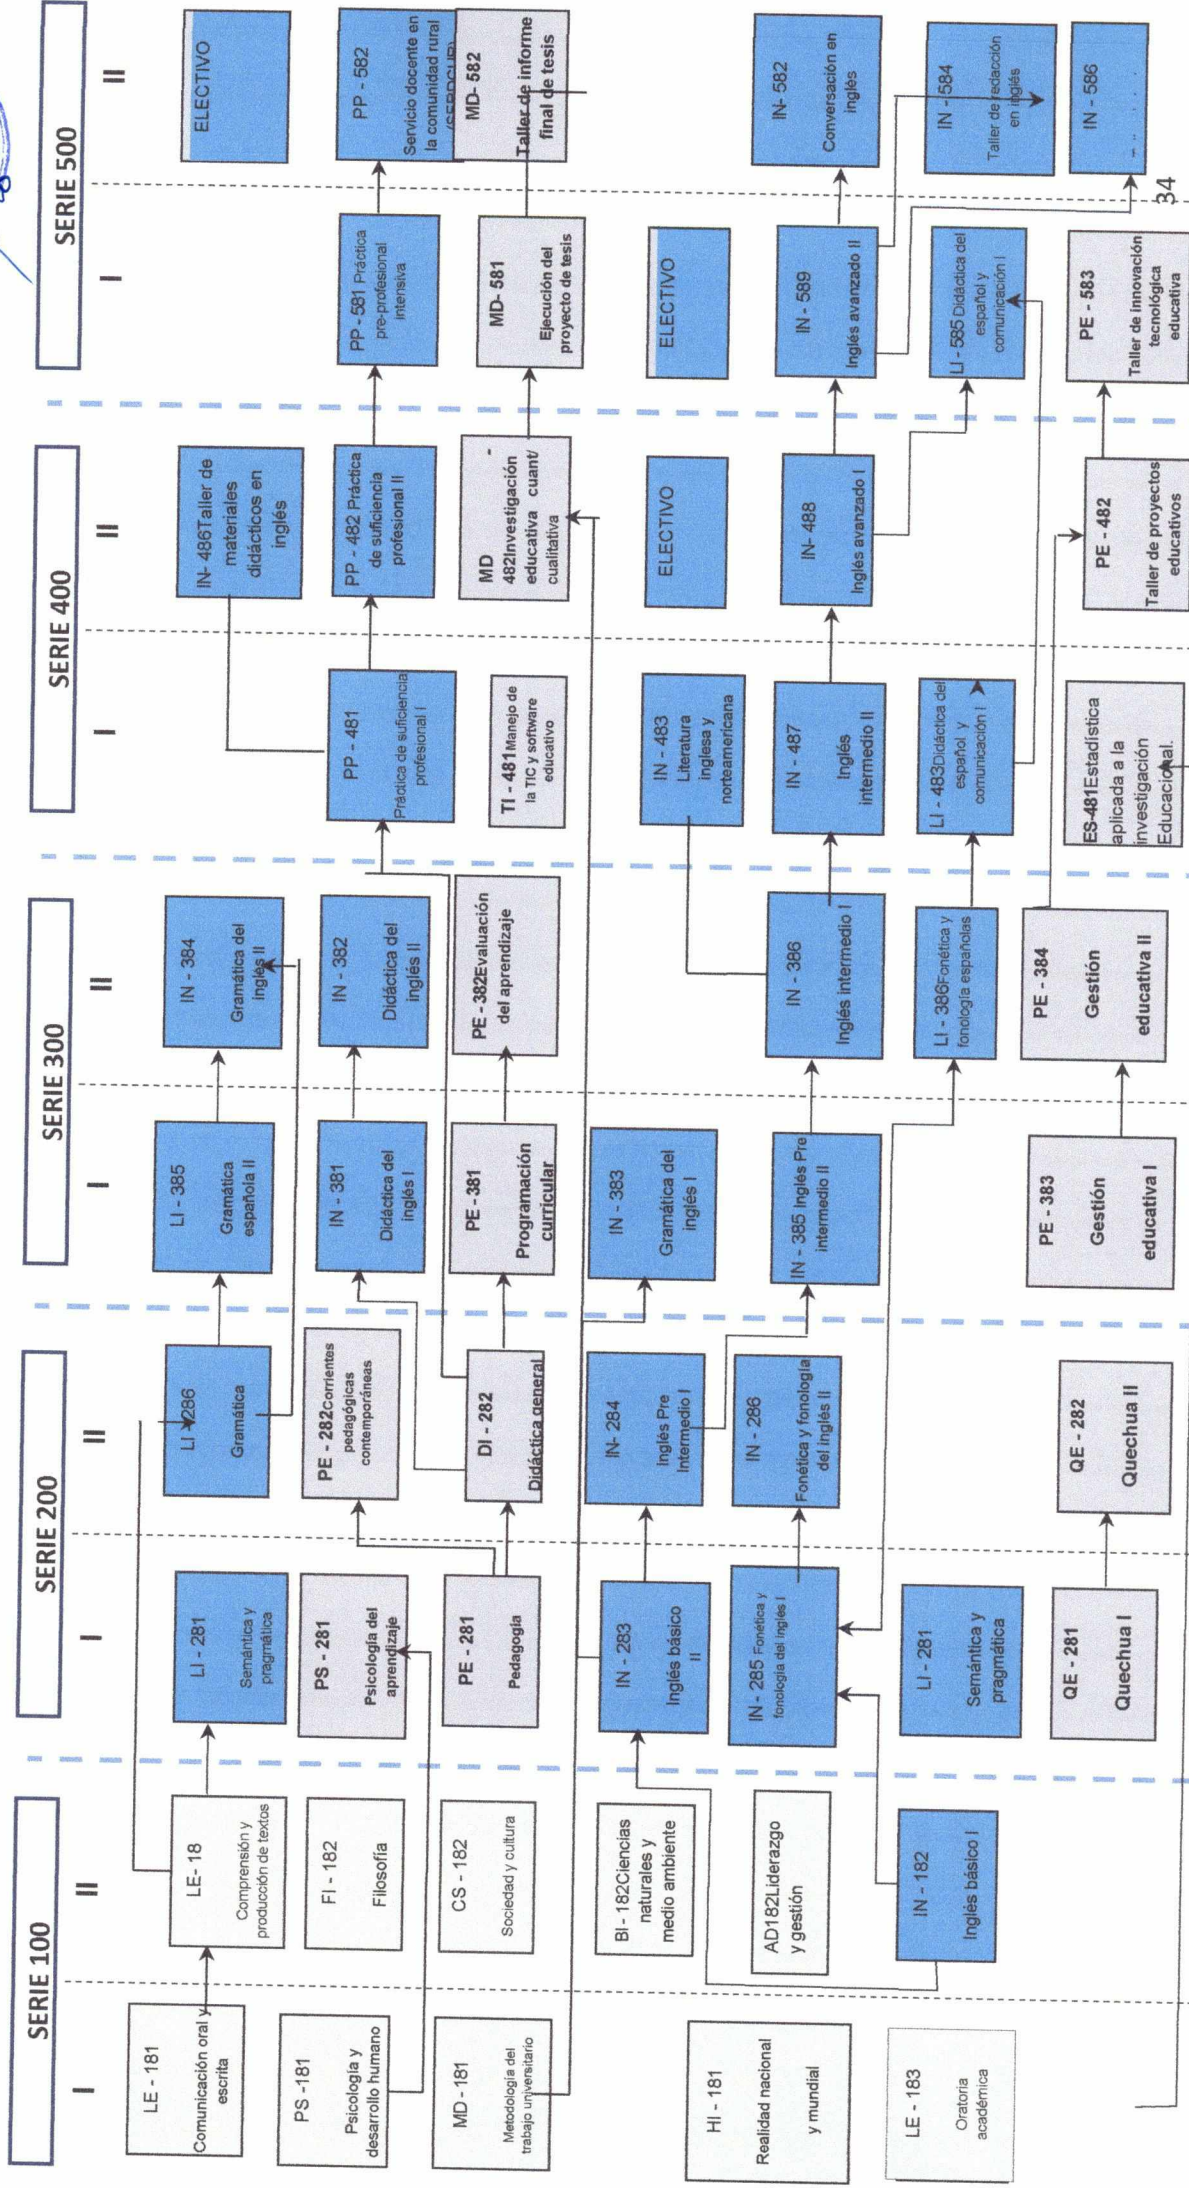 SERIE 100
SERIE 200
SERIE 300
SERIE 400
SERIE 500
I
II
I
II
I
II
I
II
I
II
LE - 181
Comunicación oral y
escrita
PS -181
Psicología y
desarrollo humano
MD - 181
Metodología del
trabajo universitario
HI - 181
Realidad nacional
y mundial
LE - 183
Oratoria
académica
LE- 18
Comprensión y
producción de textos
FI - 182
Filosofía
CS - 182
Sociedad y cultura
BI - 182Ciencias
naturales y
medio ambiente
AD182Liderazgo
y gestión
IN - 182
Inglés básico I
LI - 281
Semántica y
pragmática
PS - 281
Psicología del
aprendizaje
PE - 281
Pedagogía
IN - 283
Inglés básico
II
IN - 285 Fonética y
fonología del inglés I
LI - 281
Semántica y
pragmática
QE - 281
Quechua I
LI - 286
Gramática
PE - 282Corrientes
pedagógicas
contemporáneas
DI - 282
Didáctica general
IN- 284
Inglés Pre
Intermedio I
IN - 286
Fonética y fonología
del inglés II
QE - 282
Quechua II
LI - 385
Gramática
española II
IN - 381
Didáctica del
inglés I
PE - 381
Programación
curricular
IN - 383
Gramática del
inglés I
IN - 385 Inglés Pre
intermedio II
PE - 383
Gestión
educativa I
IN - 384
Gramática del
inglés II
IN - 382
Didáctica del
inglés II
PE - 382Evaluación
del aprendizaje
IN - 386
Inglés intermedio I
LI - 386Fonética y
fonología españolas
PE - 384
Gestión
educativa II
PP - 481
Práctica de suficiencia
profesional I
TI - 481Manejo de
la TIC y software
educativo
IN - 483
Literatura
inglesa y
norteamericana
IN - 487
Inglés
intermedio II
LI - 483Didáctica del
español y
comunicación I
ES-481Estadística
aplicada a la
investigación
Educacional.
IN- 486Taller de
materiales
didácticos en
inglés
PP - 482 Práctica
de suficiencia
profesional II
MD -
482Investigación
educativa cuant/
cualitativa
ELECTIVO
IN- 488
Inglés avanzado I
PE - 482
Taller de proyectos
educativos
PP - 581 Práctica
pre-profesional
intensiva
MD- 581
Ejecución del
proyecto de tesis
ELECTIVO
IN - 589
Inglés avanzado II
LI - 585 Didáctica del
español y
comunicación I
PE - 583
Taller de innovación
tecnológica
educativa
ELECTIVO
PP - 582
Servicio docente en
la comunidad rural
MD- 582
Taller de informe
final de tesis
IN- 582
Conversación en
inglés
IN - 584
Taller de redacción
en inglés
IN - 586
34